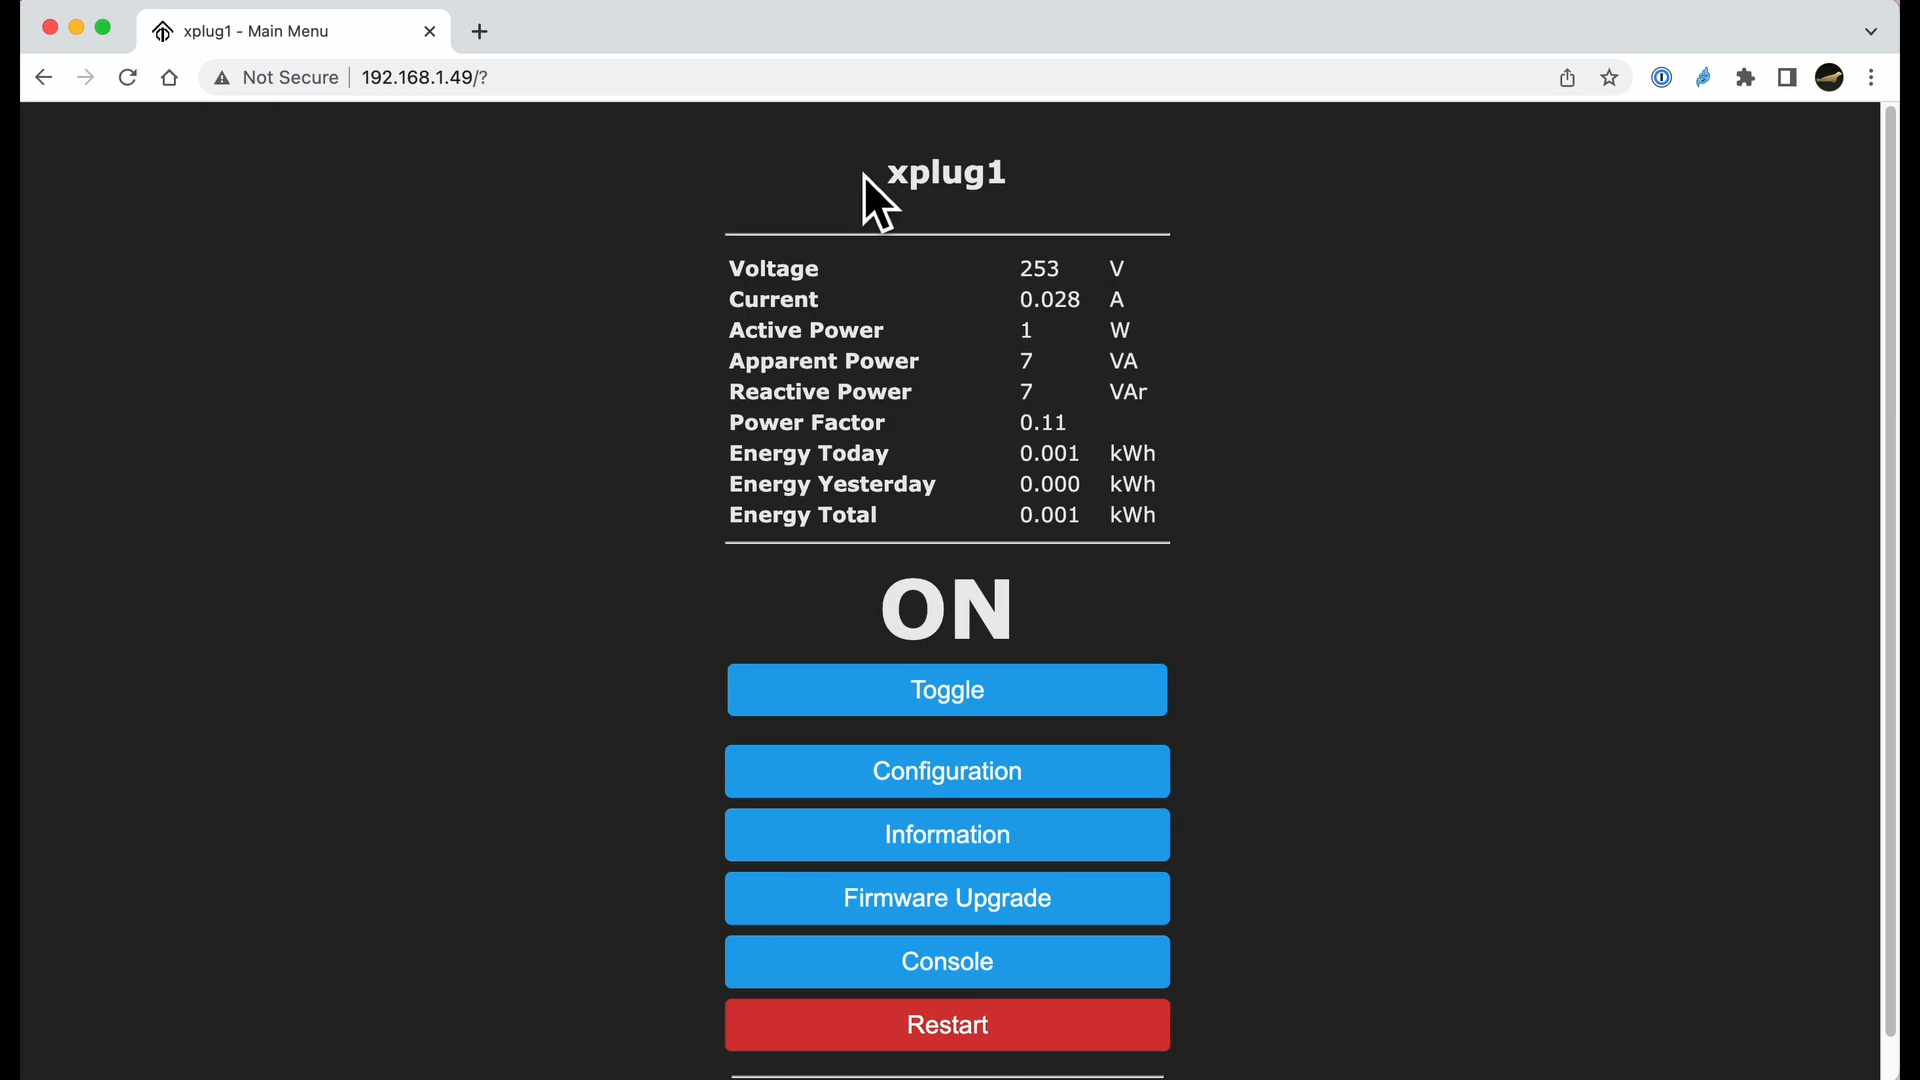 xplug1 - Main Menu
Not Secure 192.168.1.49/?
xplug1
Voltage 253 V
Current 0.028 A
Active Power 1 W
Apparent Power 7 VA
Reactive Power 7 VAr
Power Factor 0.11
Energy Today 0.001 kWh
Energy Yesterday 0.000 kWh
Energy Total 0.001 kWh
ON
Toggle
Configuration
Information
Firmware Upgrade
Console
Restart